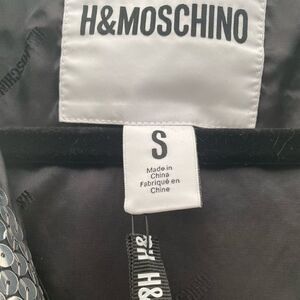 H&MOSCHINO
S
Made in
China
Fabriqué en
Chine
H&
H&M